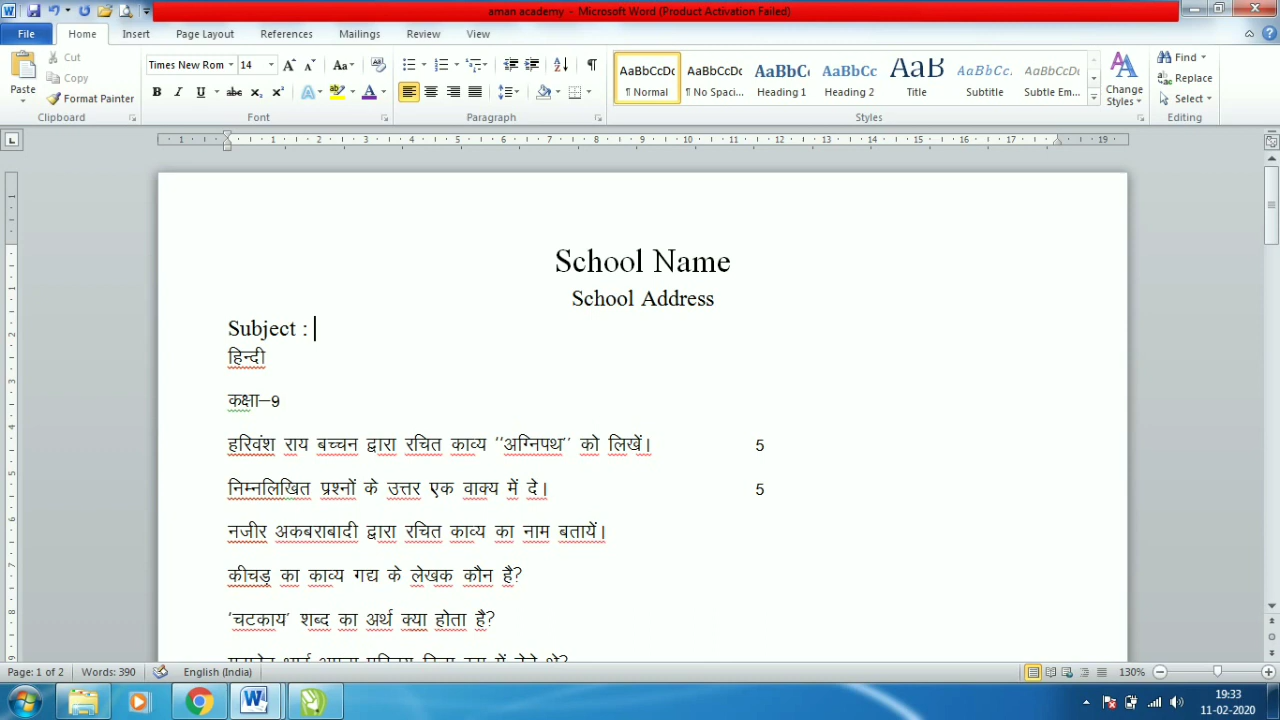 aman academy - Microsoft Word (Product Activation Failed)
File Home Insert Page Layout References Mailings Review View
Cut
Copy
Format Painter
Paste
Times New Rom 14
AaBbCcDc AaBbCcDc AaBbC AaBbCc AaB AaBbCc. AaBbCcDc
¶ Normal ¶ No Spaci... Heading 1 Heading 2 Title Subtitle Subtle Em...
Change Styles
Find
Replace
Select
Clipboard Font Paragraph Styles Editing
School Name
School Address
Subject :
हिन्दी
कक्षा–9
हरिवंश राय बच्चन द्वारा रचित काव्य ‘‘अग्निपथ’’ को लिखें। 5
निम्नलिखित प्रश्नों के उत्तर एक वाक्य में दे। 5
नजीर अकबराबादी द्वारा रचित काव्य का नाम बतायें।
कीचड़ का काव्य गद्य के लेखक कौन है?
‘चटकाय’ शब्द का अर्थ क्या होता है?
Page: 1 of 2 Words: 390 English (India) 130%
19:33
11-02-2020